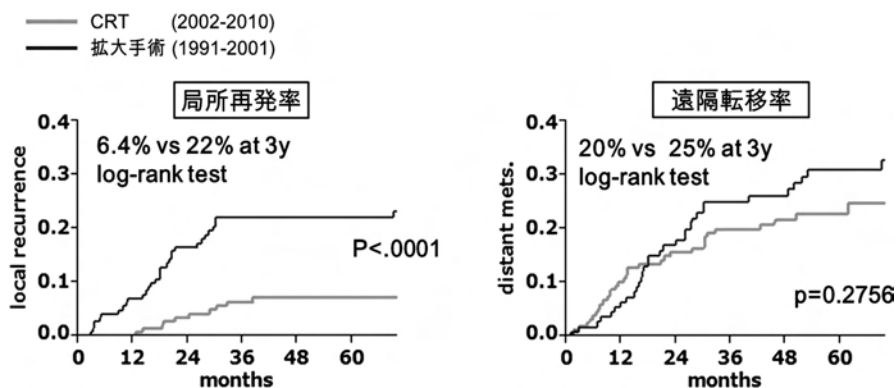 CRT (2002-2010)
拡大手術 (1991-2001)
局所再発率
6.4% vs 22% at 3y
log-rank test
P<.0001
local recurrence
0.4
0.3
0.2
0.1
0.0
0 12 24 36 48 60
months
遠隔転移率
20% vs 25% at 3y
log-rank test
p=0.2756
distant mets.
0.4
0.3
0.2
0.1
0.0
0 12 24 36 48 60
months